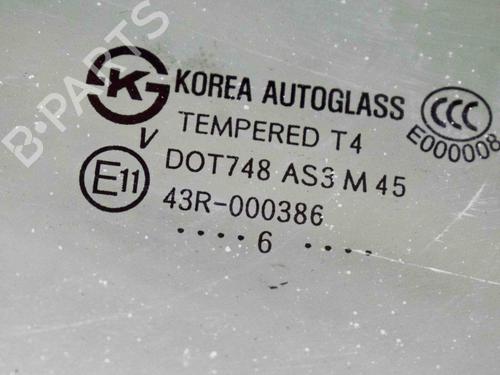 KOREA AUTOGLASS
K
CCC
E000008
TEMPERED T4
V
DOT748 AS3 M 45
E11
43R-000386
.... 6 ....
B-PARTS